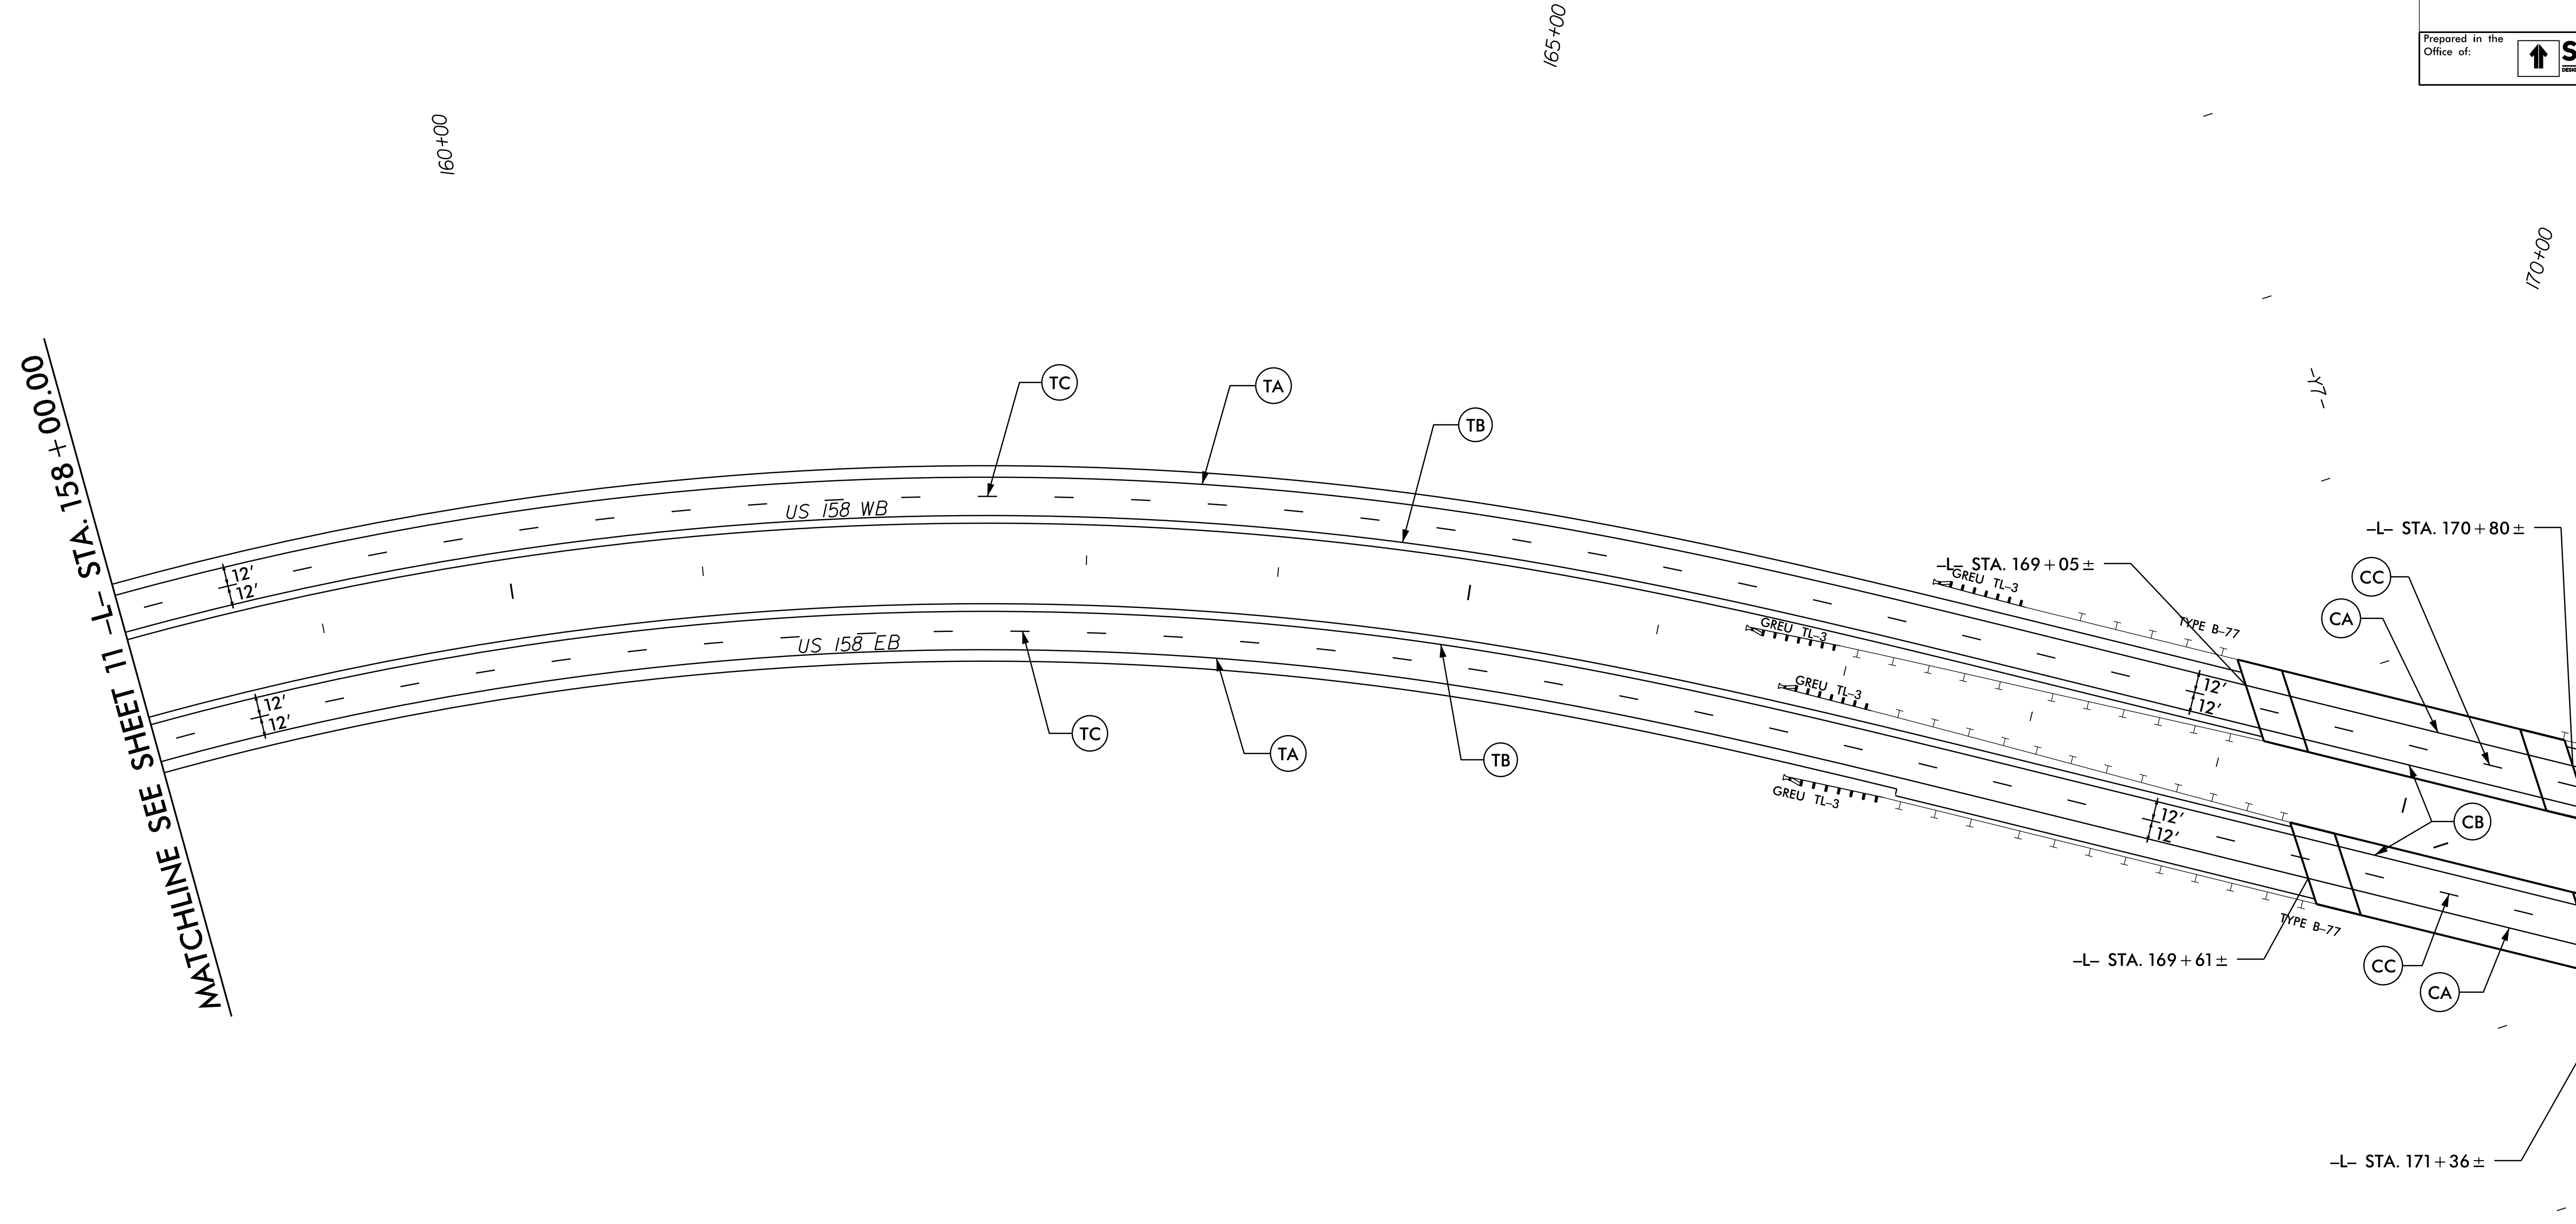 Prepared in the
Office of:
165+00
160+00
170+00
MATCHLINE SEE SHEET 11 -L- STA. 158+00.00
-Y7-
TC
TA
TB
US 158 WB
12'
12'
US 158 EB
12'
12'
TC
TA
TB
-L- STA. 170+80±
-L- STA. 169+05±
GREU TL-3
TYPE B-77
GREU TL-3
GREU TL-3
GREU TL-3
CC
CA
12'
12'
12'
12'
CB
TYPE B-77
-L- STA. 169+61±
CC
CA
-L- STA. 171+36±